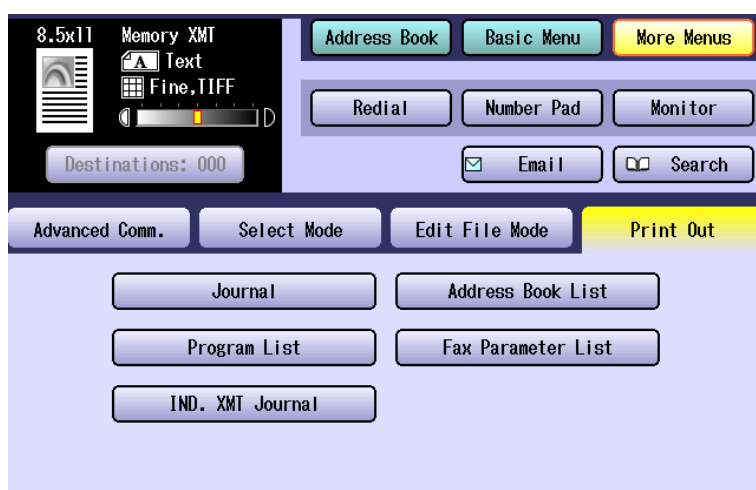 8.5x11 Memory XMT
A Text
Fine,TIFF
Destinations: 000
Address Book Basic Menu More Menus
Redial Number Pad Monitor
Email Search
Advanced Comm. Select Mode Edit File Mode Print Out
Journal Address Book List
Program List Fax Parameter List
IND. XMT Journal